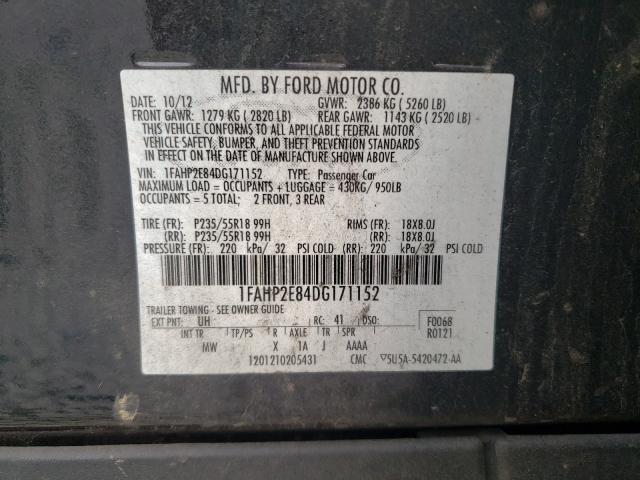 MFD. BY FORD MOTOR CO.
DATE: 10/12 GVWR: 2386 KG ( 5260 LB)
FRONT GAWR: 1279 KG ( 2820 LB) REAR GAWR: 1143 KG ( 2520 LB)
THIS VEHICLE CONFORMS TO ALL APPLICABLE FEDERAL MOTOR
VEHICLE SAFETY, BUMPER, AND THEFT PREVENTION STANDARDS
IN EFFECT ON THE DATE OF MANUFACTURE SHOWN ABOVE.
VIN: 1FAHP2E84DG171152 TYPE: Passenger Car
MAXIMUM LOAD = OCCUPANTS + LUGGAGE = 430KG/ 950LB
OCCUPANTS = 5 TOTAL; 2 FRONT, 3 REAR
TIRE (FR): P235/55R18 99H RIMS (FR): 18X8.0J
(RR): P235/55R18 99H (RR): 18X8.0J
PRESSURE (FR): 220 kPa/ 32 PSI COLD (RR): 220 kPa/ 32 PSI COLD
1FAHP2E84DG171152
TRAILER TOWING - SEE OWNER GUIDE
EXT PNT: UH RC: 41 DSO: F0068
INT TR TP/PS R AXLE TR SPR R0121
MW X 1A J AAAA
1201210205431 CMC 5U5A-5420472-AA